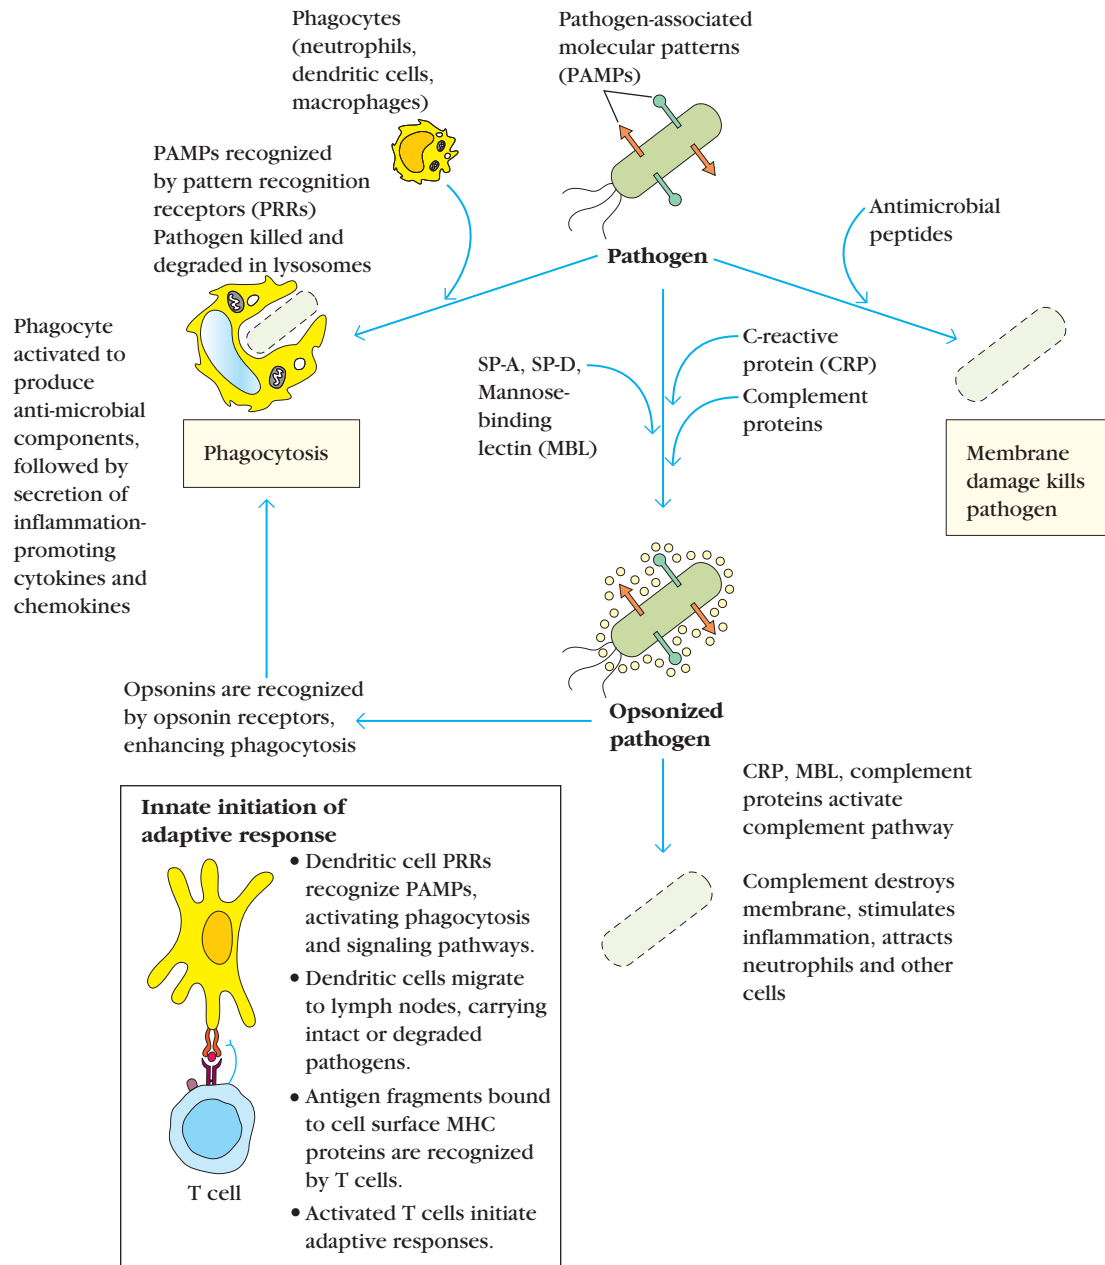 Phagocytes
(neutrophils,
dendritic cells,
macrophages)
Pathogen-associated
molecular patterns
(PAMPs)
PAMPs recognized
by pattern recognition
receptors (PRRs)
Pathogen killed and
degraded in lysosomes
Antimicrobial
peptides
Pathogen
Phagocyte
activated to
produce
anti-microbial
components,
followed by
secretion of
inflammation-
promoting
cytokines and
chemokines
Phagocytosis
SP-A, SP-D,
Mannose-
binding
lectin (MBL)
C-reactive
protein (CRP)
Complement
proteins
Membrane
damage kills
pathogen
Opsonins are recognized
by opsonin receptors,
enhancing phagocytosis
Opsonized
pathogen
CRP, MBL, complement
proteins activate
complement pathway
Complement destroys
membrane, stimulates
inflammation, attracts
neutrophils and other
cells
Innate initiation of
adaptive response
• Dendritic cell PRRs
recognize PAMPs,
activating phagocytosis
and signaling pathways.
• Dendritic cells migrate
to lymph nodes, carrying
intact or degraded
pathogens.
• Antigen fragments bound
to cell surface MHC
proteins are recognized
by T cells.
• Activated T cells initiate
adaptive responses.
T cell